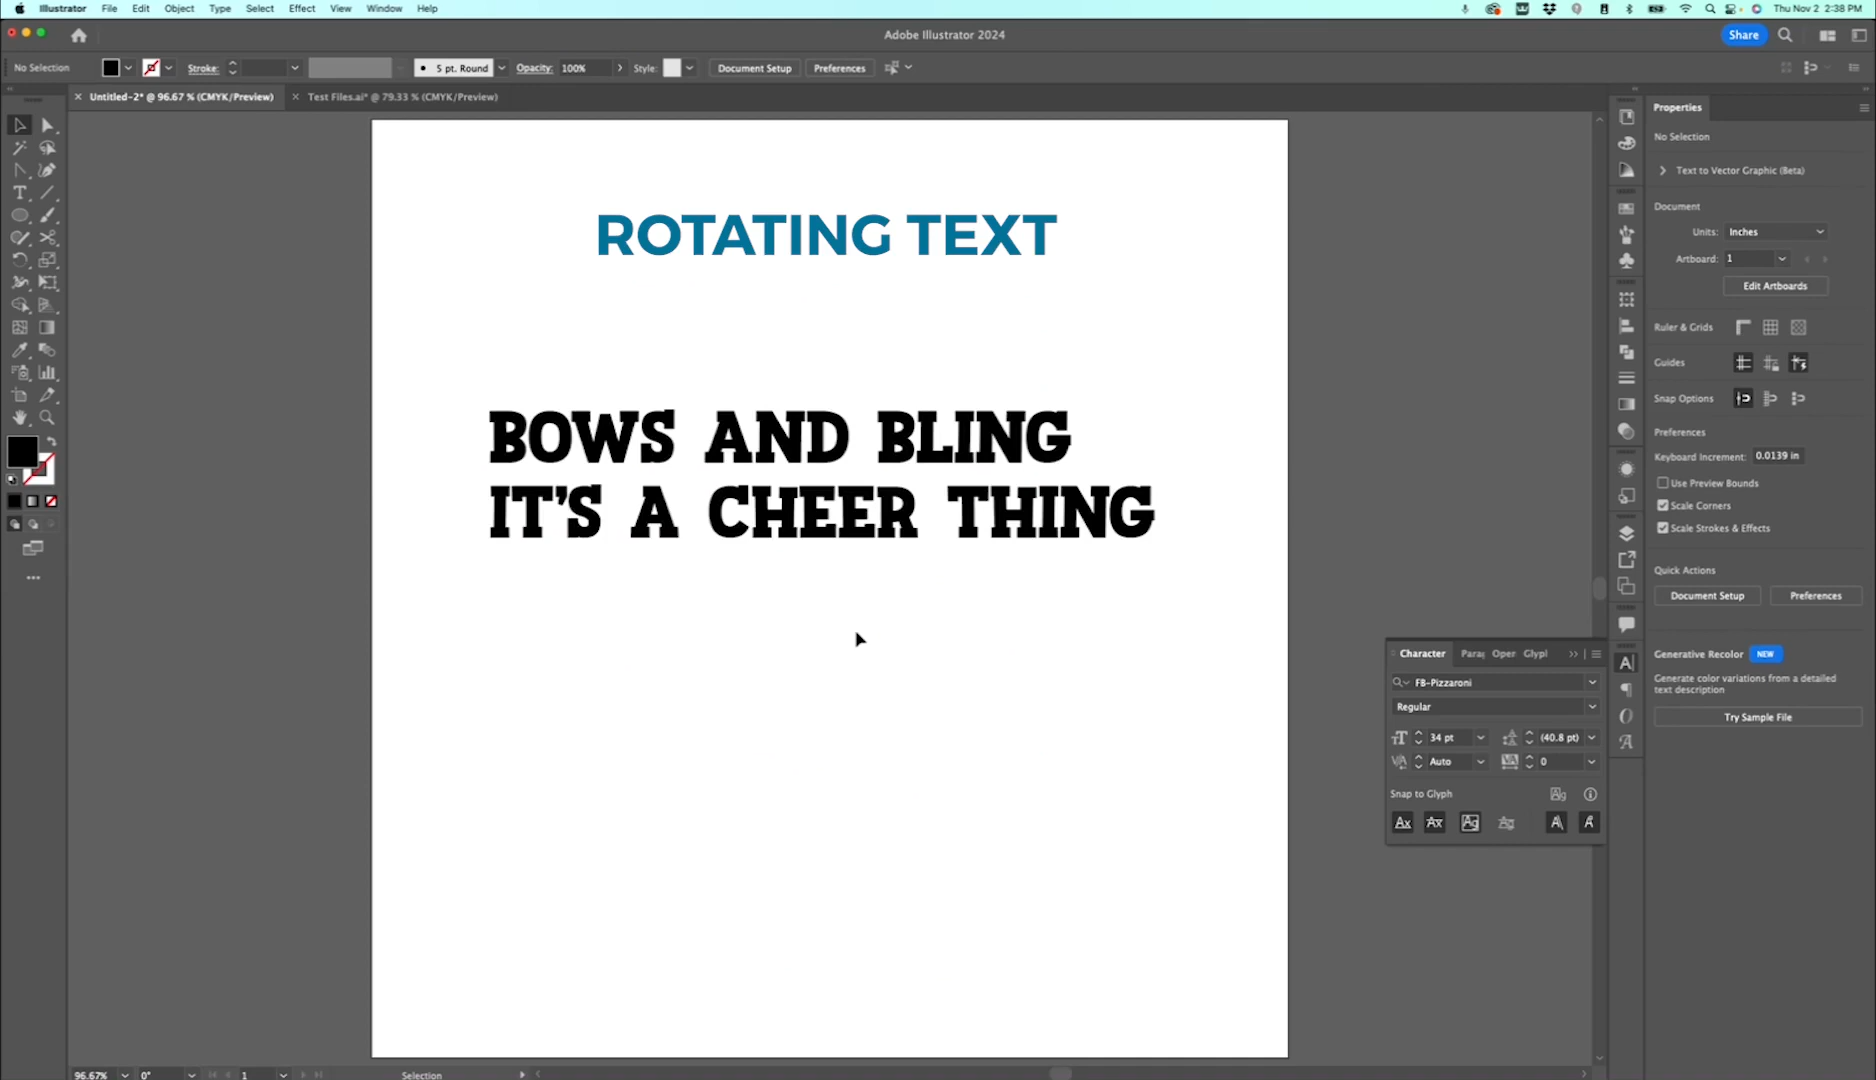 Illustrator File Edit Object Type Select Effect View Window Help
Thu Nov 2 2:38 PM
Adobe Illustrator 2024
Share
No Selection
Stroke:
5 pt. Round
Opacity: 100%
Style:
Document Setup
Preferences
Untitled-2* @ 96.67 % (CMYK/Preview)
Test Files.ai* @ 79.33 % (CMYK/Preview)
ROTATING TEXT
BOWS AND BLING
IT'S A CHEER THING
Properties
No Selection
Text to Vector Graphic (Beta)
Document
Units: Inches
Artboard: 1
Edit Artboards
Ruler & Grids
Guides
Snap Options
Preferences
Keyboard Increment: 0.0139 in
Use Preview Bounds
Scale Corners
Scale Strokes & Effects
Quick Actions
Document Setup
Preferences
Generative Recolor NEW
Generate color variations from a detailed
text description
Try Sample File
Character Parag Open Glypl
FB-Pizzaroni
Regular
34 pt
(40.8 pt)
Auto
0
Snap to Glyph
96.67%
0°
1
Selection